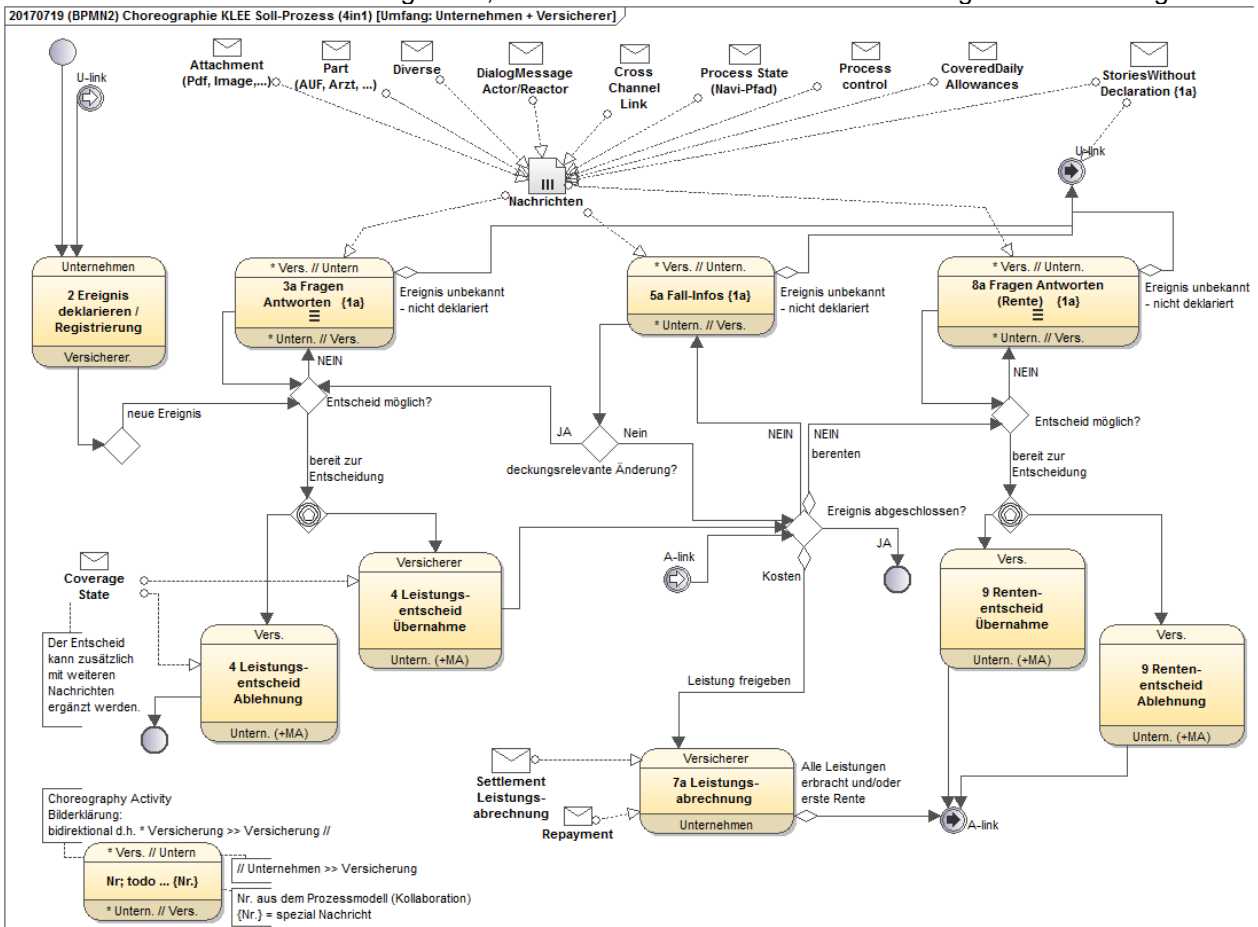 20170719 (BPMN2) Choreographie KLEE Soll-Prozess (4in1) [Umfang: Unternehmen + Versicherer]
U-link
Attachment
(Pdf, Image,...)
Part
(AUF, Arzt, ...)
Diverse
DialogMessage
Actor/Reactor
Cross
Channel
Link
Process State
(Navi-Pfad)
Process
control
CoveredDaily
Allowances
StoriesWithout
Declaration {1a}
U-link
Nachrichten
Unternehmen
2 Ereignis
deklarieren /
Registrierung
Versicherer.
* Vers. // Untern
3a Fragen
Antworten {1a}
* Untern. // Vers.
Ereignis unbekannt
- nicht deklariert
* Vers. // Untern.
5a Fall-Infos {1a}
* Untern. // Vers.
Ereignis unbekannt
- nicht deklariert
* Vers. // Untern.
8a Fragen Antworten
(Rente) {1a}
* Untern. // Vers.
Ereignis unbekannt
- nicht deklariert
NEIN
NEIN
neue Ereignis
Entscheid möglich?
JA
Nein
deckungsrelevante Änderung?
NEIN
NEIN
berenten
Entscheid möglich?
bereit zur
Entscheidung
bereit zur
Entscheidung
Ereignis abgeschlossen?
JA
A-link
Kosten
Coverage
State
Der Entscheid
kann zusätzlich
mit weiteren
Nachrichten
ergänzt werden.
Versicherer
4 Leistungs-
entscheid
Übernahme
Untern. (+MA)
Vers.
4 Leistungs-
entscheid
Ablehnung
Untern. (+MA)
Vers.
9 Renten-
entscheid
Übernahme
Untern. (+MA)
Vers.
9 Renten-
entscheid
Ablehnung
Untern. (+MA)
Leistung freigeben
Settlement
Leistungs-
abrechnung
Repayment
Versicherer
7a Leistungs-
abrechnung
Unternehmen
Alle Leistungen
erbracht und/oder
erste Rente
A-link
Choreography Activity
Bilderklärung:
bidirektional d.h. * Versicherung >> Versicherung //
* Vers. // Untern
Nr; todo ... {Nr.}
* Untern. // Vers.
// Unternehmen >> Versicherung
Nr. aus dem Prozessmodell (Kollaboration)
{Nr.} = spezial Nachricht